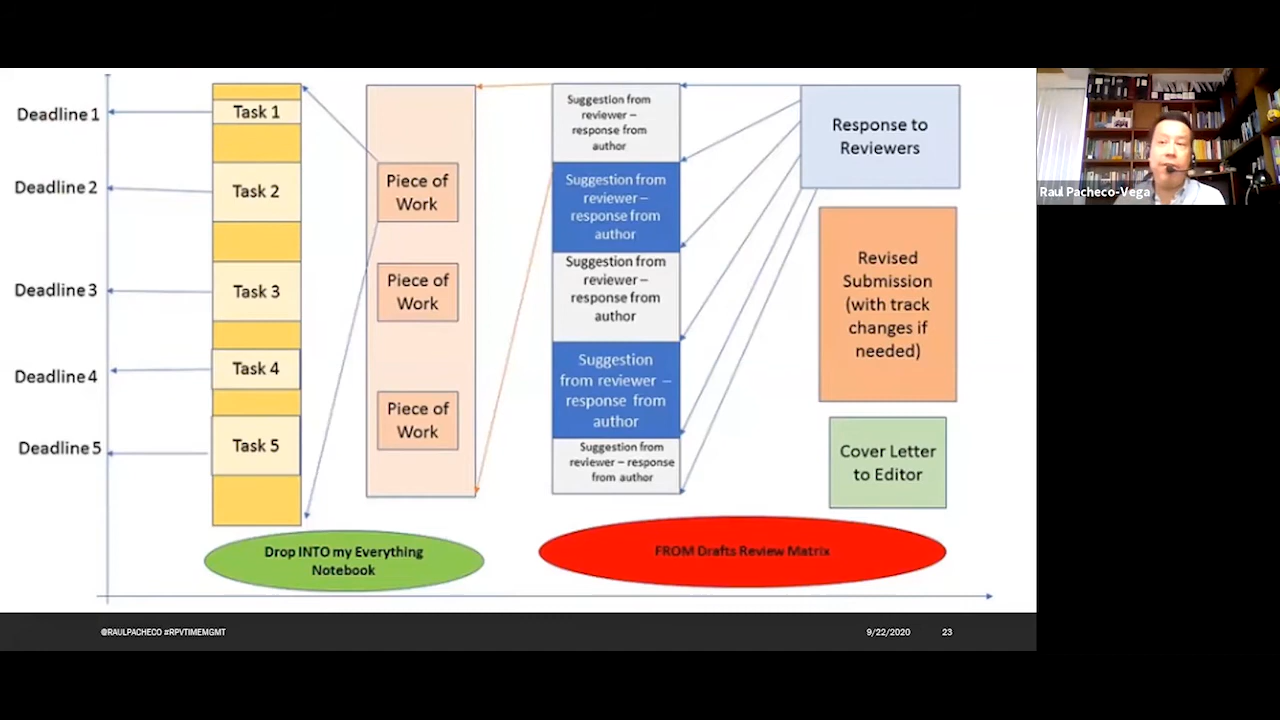 Deadline 1
Deadline 2
Deadline 3
Deadline 4
Deadline 5
Task 1
Task 2
Task 3
Task 4
Task 5
Piece of
Work
Piece of
Work
Piece of
Work
Suggestion from
reviewer –
response from
author
Suggestion from
reviewer –
response from
author
Suggestion from
reviewer –
response from
author
Suggestion
from reviewer –
response from
author
Suggestion from
reviewer – response
from author
Response to
Reviewers
Revised
Submission
(with track
changes if
needed)
Cover Letter
to Editor
Drop INTO my Everything
Notebook
FROM Drafts Review Matrix
@RAULPACHECO #RPVTIMEMGMT
9/22/2020
23
Raul Pacheco-Vega